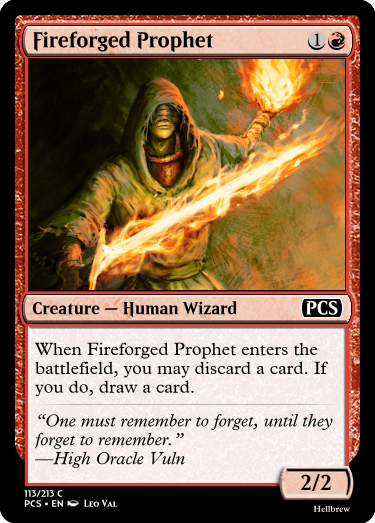 Fireforged Prophet 1
Creature — Human Wizard PCS
When Fireforged Prophet enters the
battlefield, you may discard a card. If
you do, draw a card.
“One must remember to forget, until they
forget to remember.”
—High Oracle Vuln
2/2
113/213 C
PCS • EN Leo Val
Hellbrew